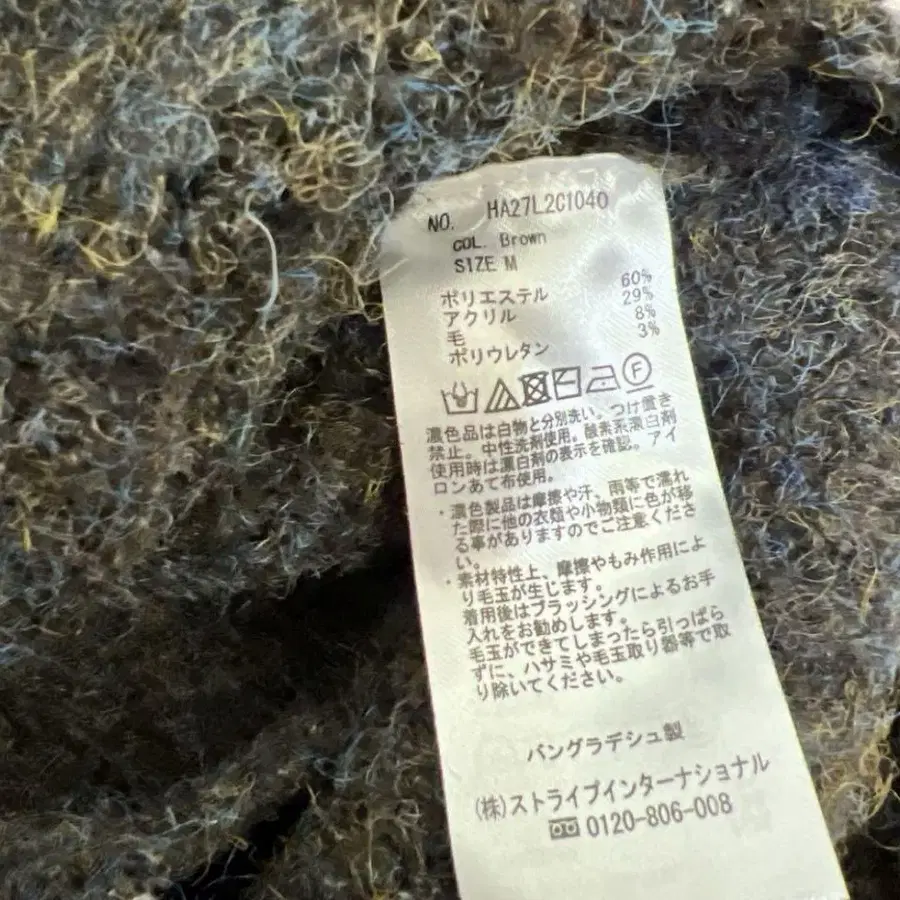 NO. HA27L2C1040
COL. Brown
SIZE M
ポリエステル 60%
アクリル 29%
毛 8%
ポリウレタン 3%
F
濃色品は白物と分別洗い。つけ置き
禁止。中性洗剤使用。酸素系漂白剤
使用時は漂白剤の表示を確認。アイ
ロンあて布使用。
・濃色製品は摩擦や汗、雨等で濡れ
た際に他の衣類や小物類に色が移
る事がありますのでご注意くださ
い。
・素材特性上、摩擦やもみ作用によ
り毛玉が生じます。
着用後はブラッシングによるお手
入れをお勧めします。
毛玉ができてしまったら引っぱら
ずに、ハサミや毛玉取り器等で取
り除いてください。
バングラデシュ製
(株)ストライプインターナショナル
0120-806-008